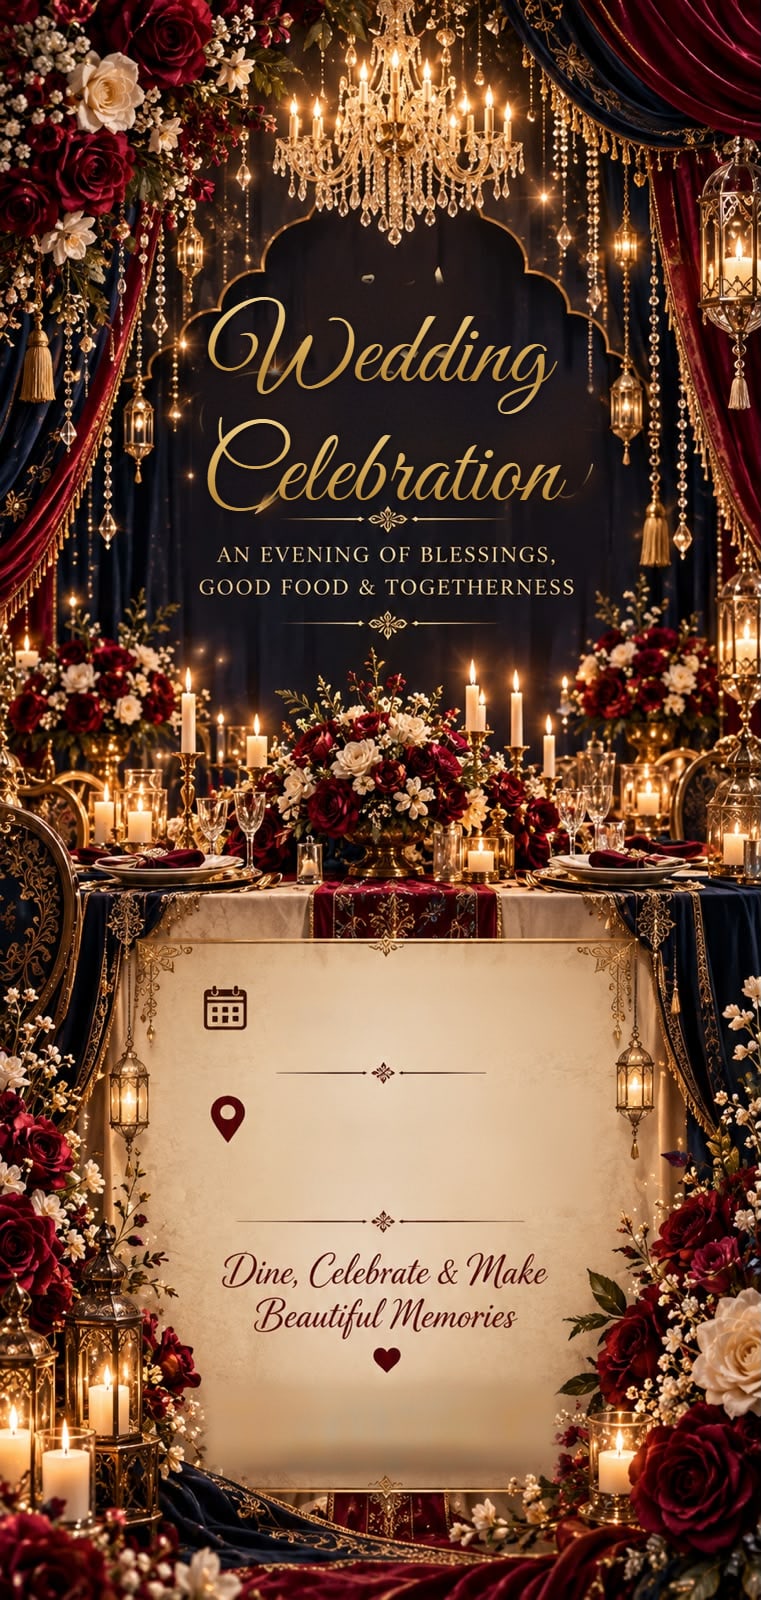 Wedding
Celebration
AN EVENING OF BLESSINGS,
GOOD FOOD & TOGETHERNESS
Dine, Celebrate & Make
Beautiful Memories